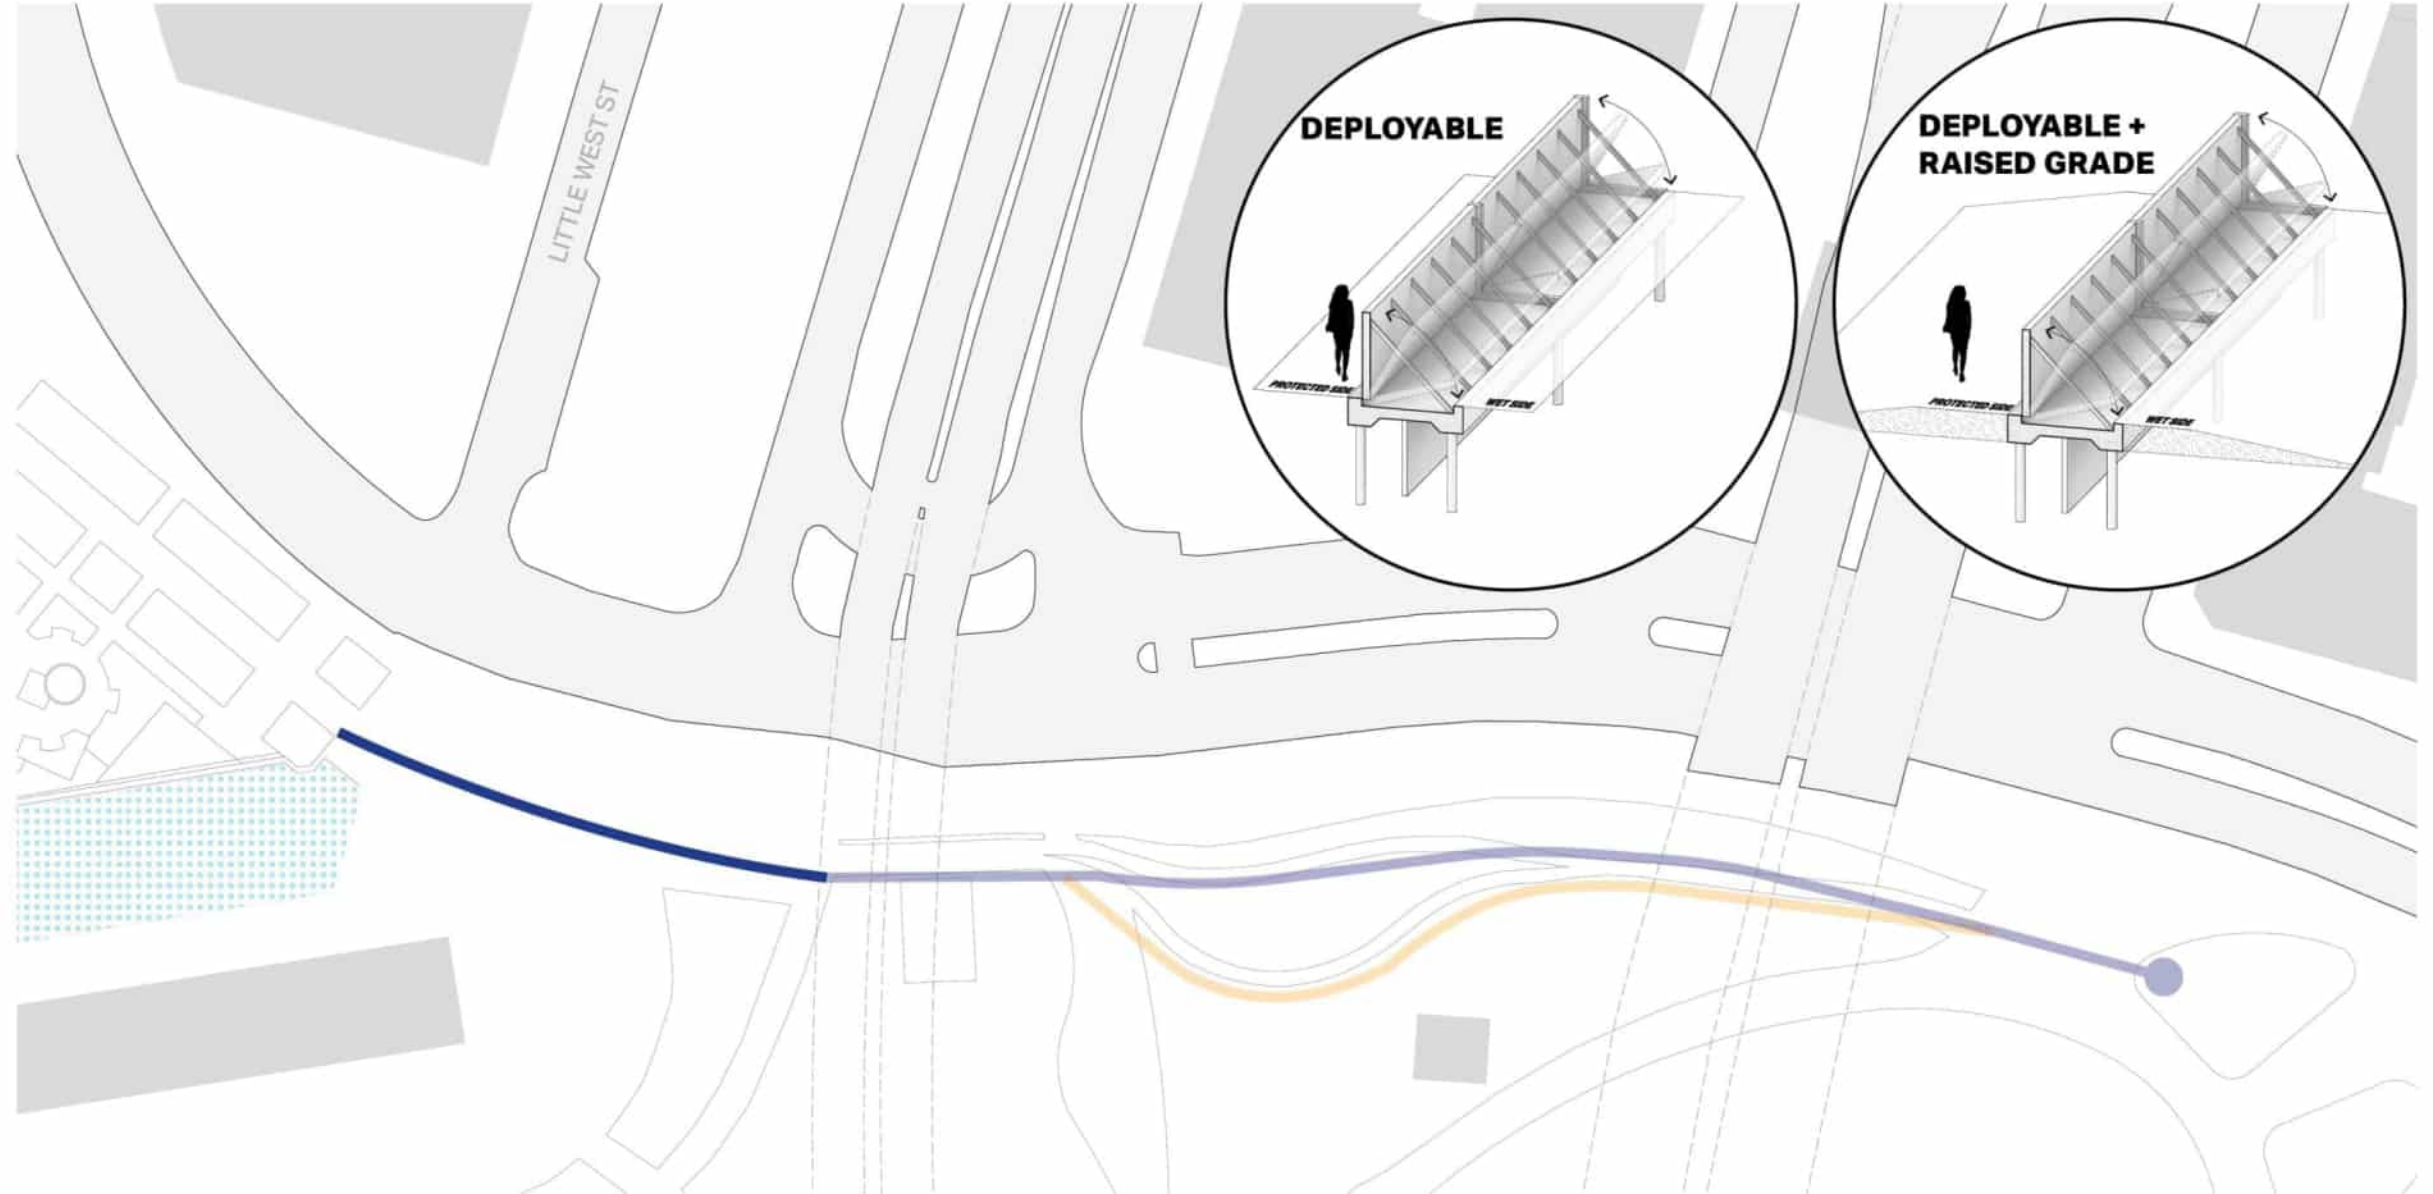 LITTLE WEST ST
DEPLOYABLE
PROTECTED SIDE
WET SIDE
DEPLOYABLE +
RAISED GRADE
PROTECTED SIDE
WET SIDE